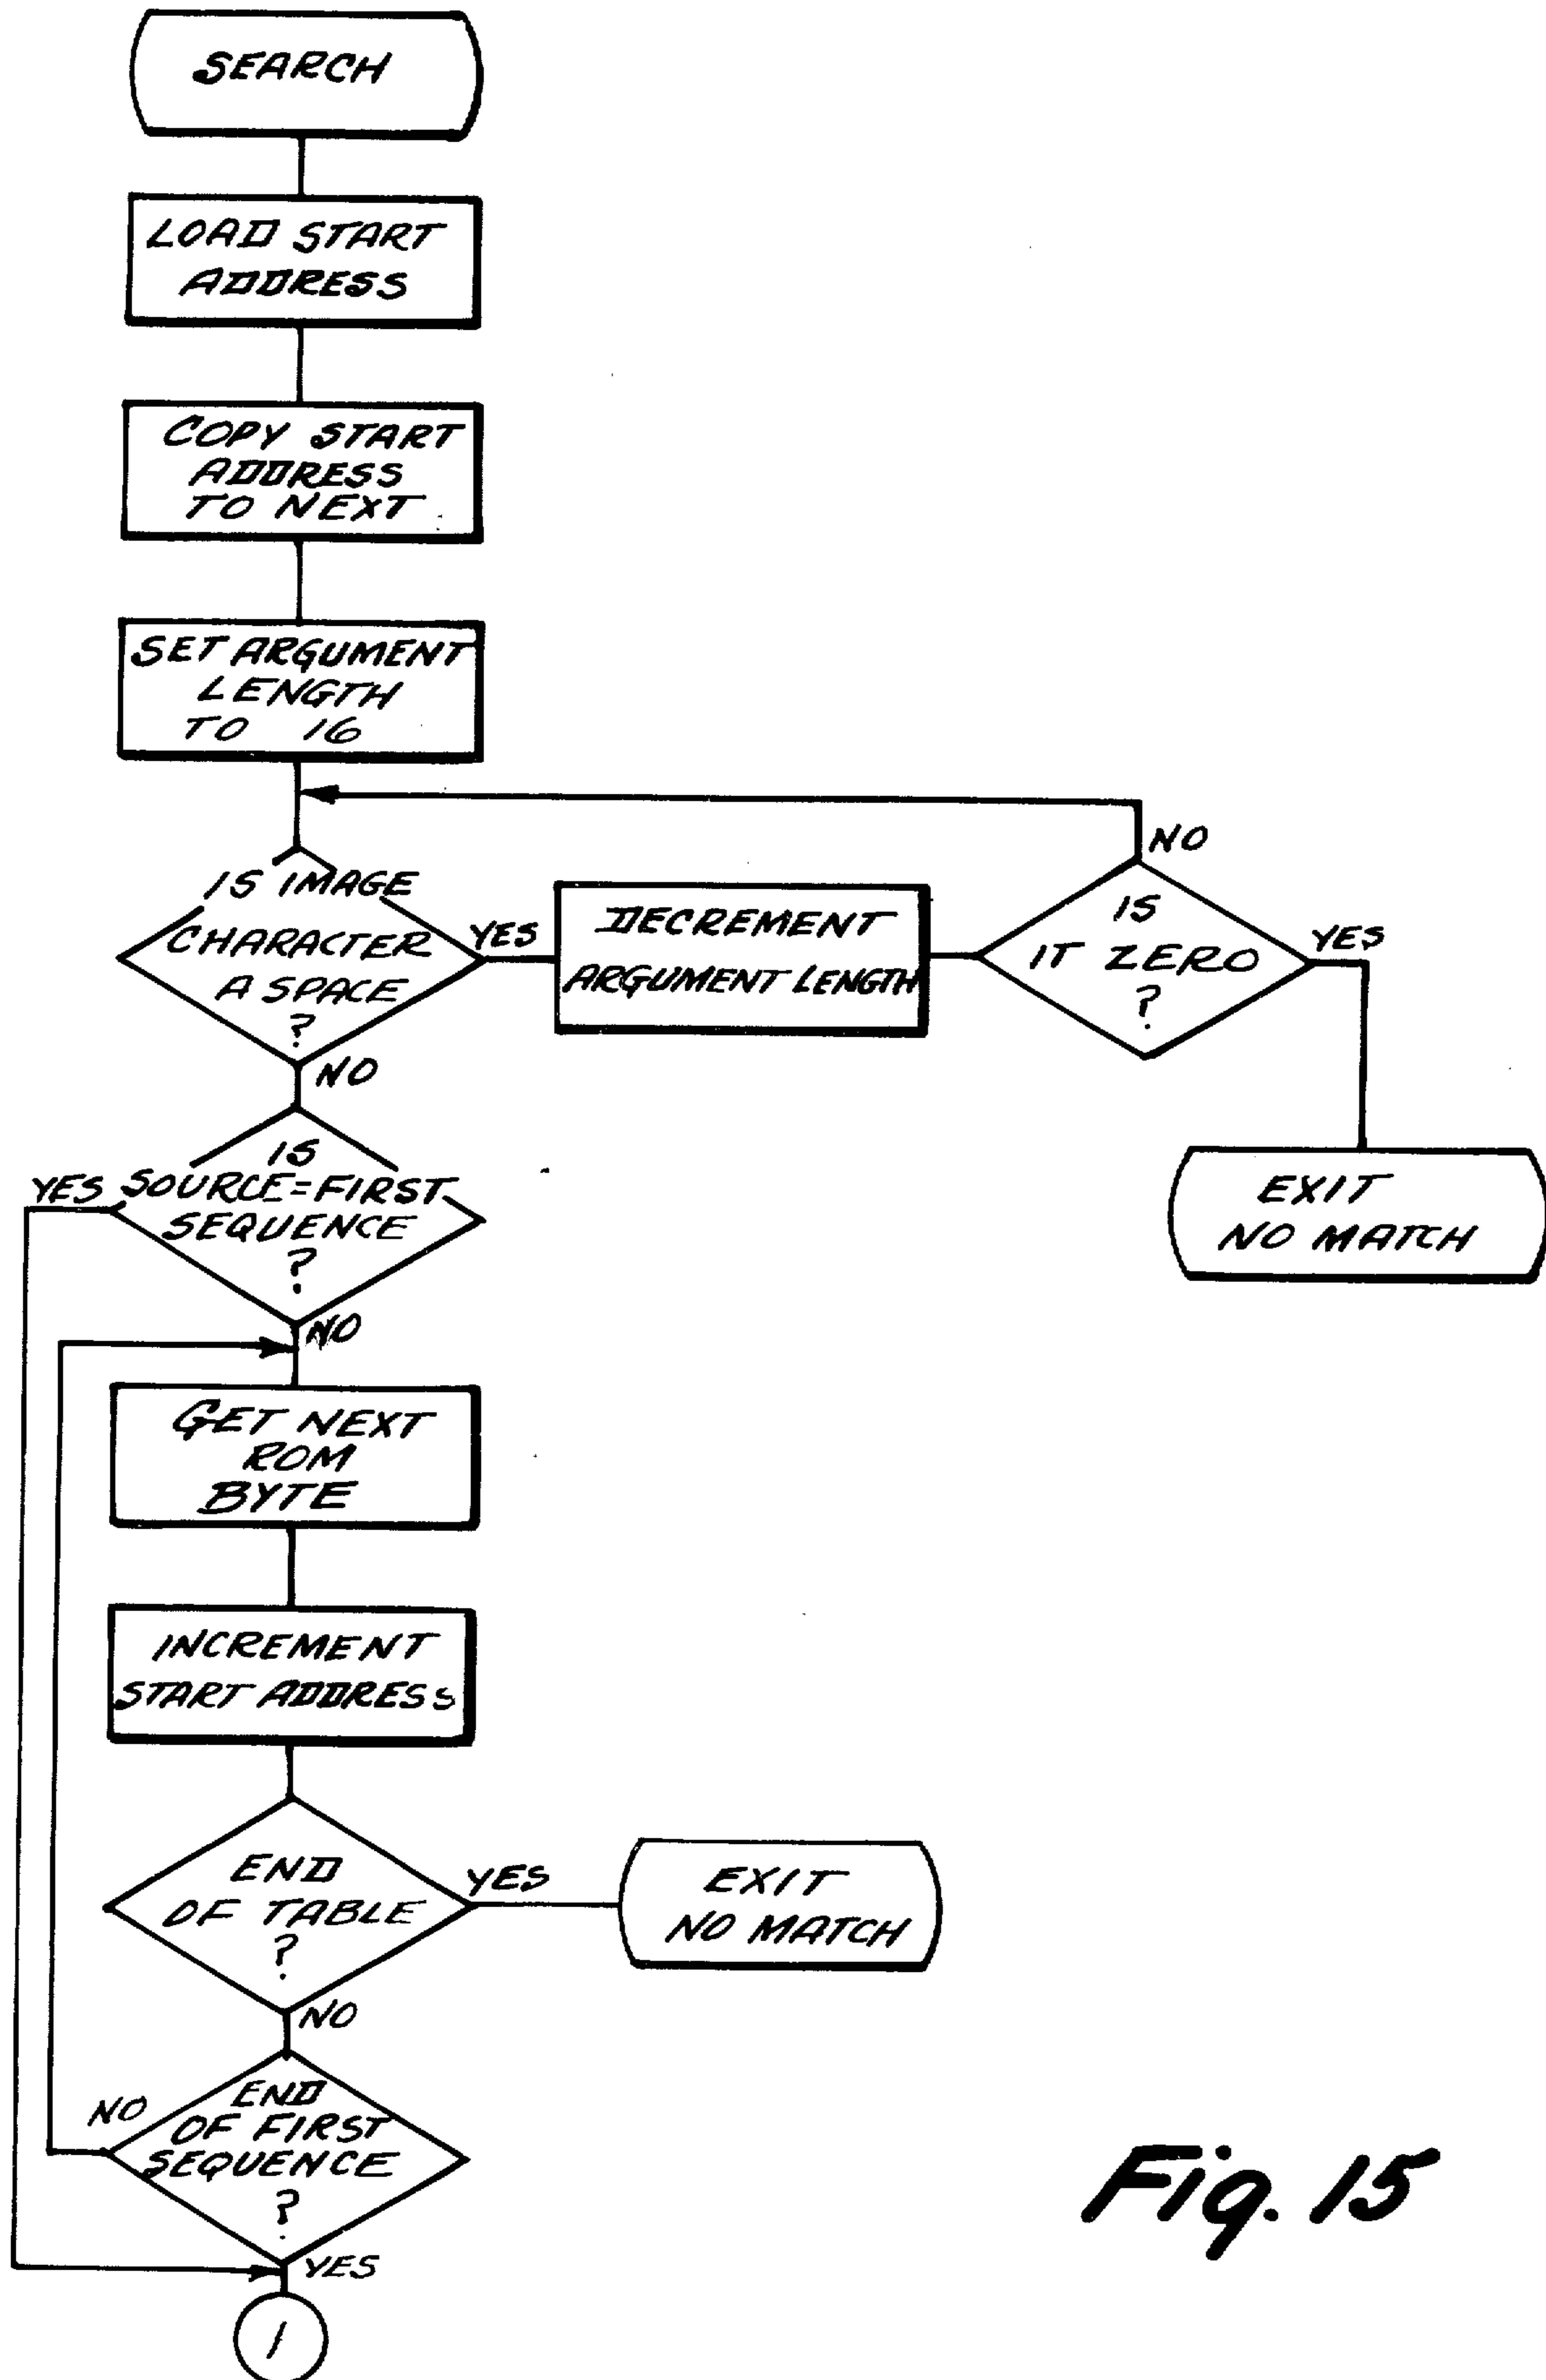 SEARCH
LOAD START
ADDRESS
COPY START
ADDRESS
TO NEXT
SET ARGUMENT
LENGTH
TO 16
IS IMAGE
CHARACTER
A SPACE
?
YES
NO
DECREMENT
ARGUMENT LENGTH
IS
IT ZERO
?
NO
YES
EXIT
NO MATCH
IS
SOURCE=FIRST
SEQUENCE
?
YES
NO
GET NEXT
ROM
BYTE
INCREMENT
START ADDRESS
END
OF TABLE
?
YES
NO
EXIT
NO MATCH
END
OF FIRST
SEQUENCE
?
NO
YES
1
Fig. 15